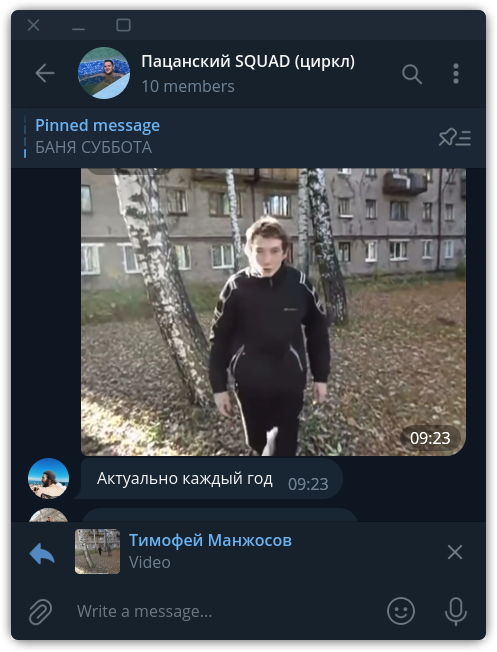 Пацанский SQUAD (циркл)
10 members
Pinned message
БАНЯ СУББОТА
09:23
Актуально каждый год 09:23
Тимофей Манжосов
Video
Write a message...